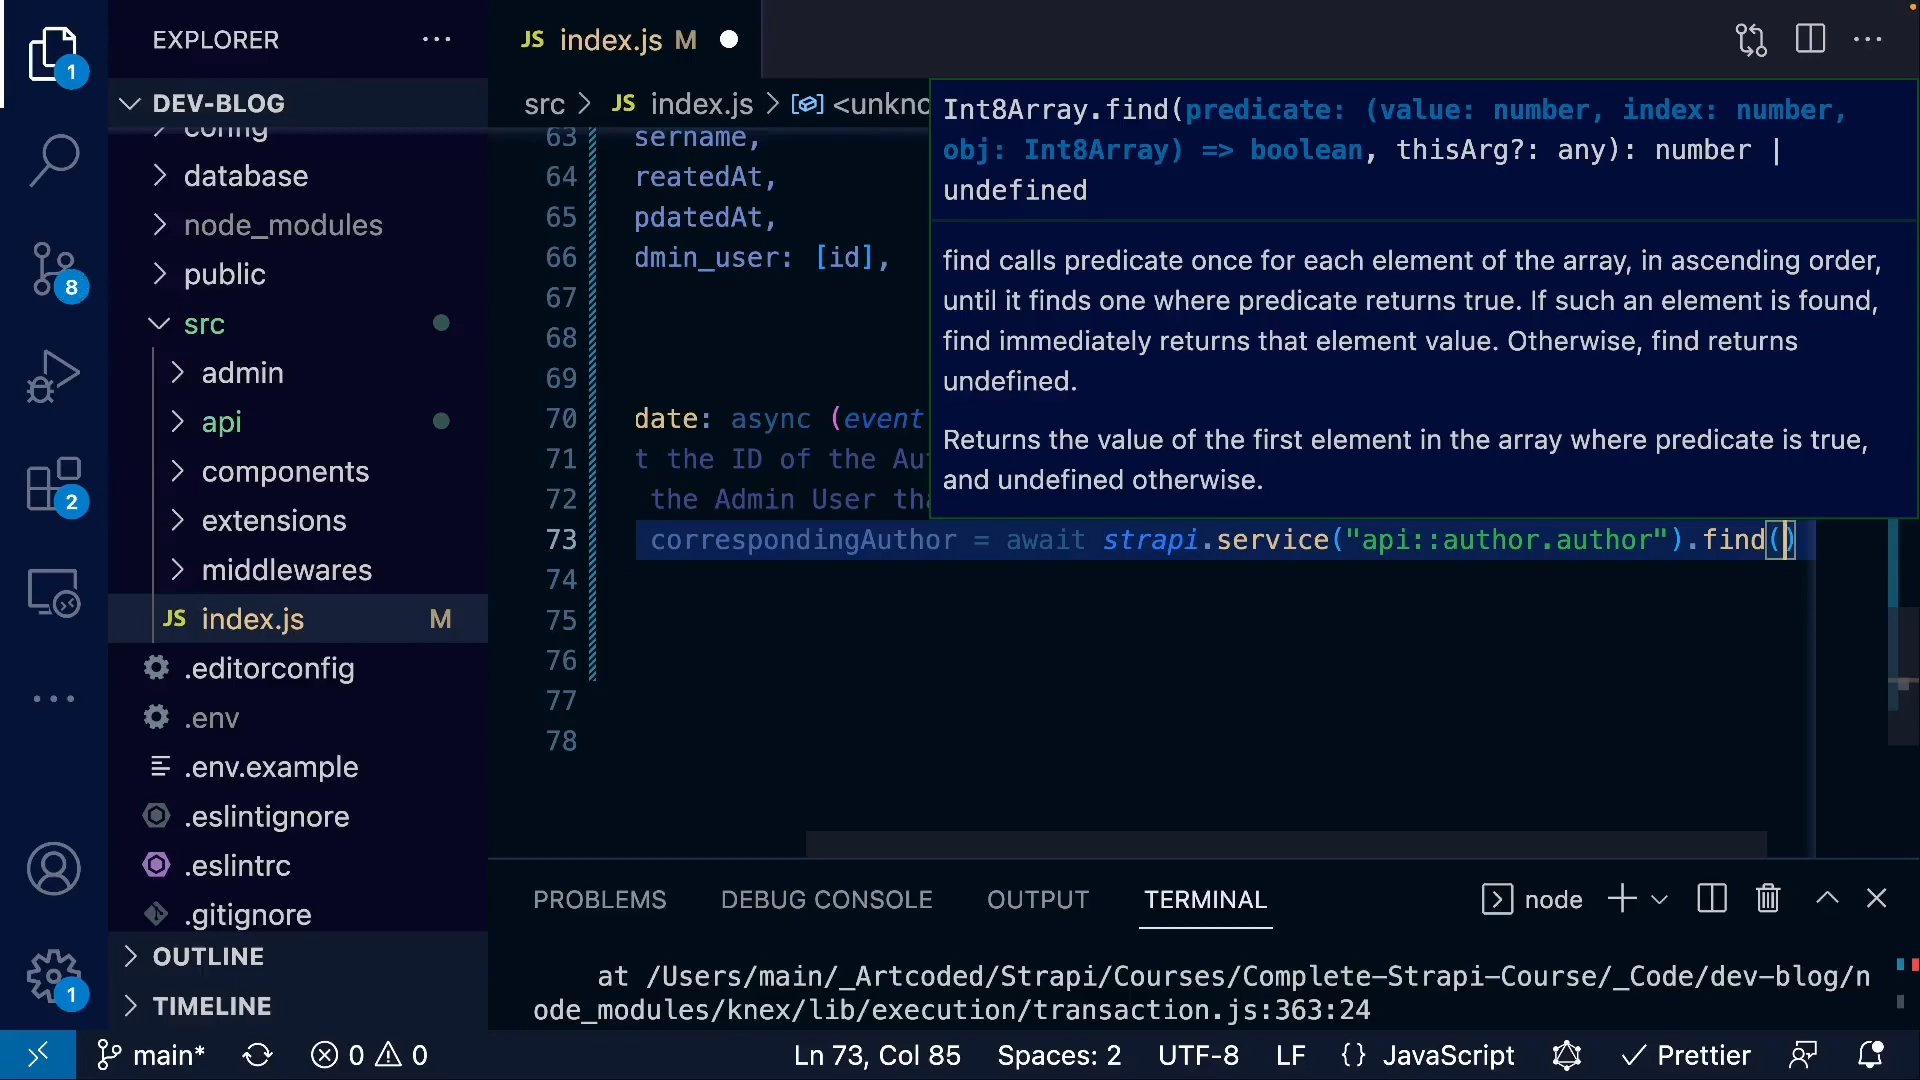 1
EXPLORER
JS index.js M
DEV-BLOG
src > JS index.js > <unkno
config
database
node_modules
public
src
admin
api
components
extensions
middlewares
JS index.js M
.editorconfig
.env
.env.example
.eslintignore
.eslintrc
.gitignore
OUTLINE
TIMELINE
8
2
1
63 sername,
64 reatedAt,
65 pdatedAt,
66 dmin_user: [id],
67
68
69
70 date: async (event
71 t the ID of the Au
72 the Admin User tha
73 correspondingAuthor = await strapi.service("api::author.author").find()
74
75
76
77
78
Int8Array.find(predicate: (value: number, index: number,
obj: Int8Array) => boolean, thisArg?: any): number |
undefined
find calls predicate once for each element of the array, in ascending order,
until it finds one where predicate returns true. If such an element is found,
find immediately returns that element value. Otherwise, find returns
undefined.
Returns the value of the first element in the array where predicate is true,
and undefined otherwise.
PROBLEMS DEBUG CONSOLE OUTPUT TERMINAL node
at /Users/main/_Artcoded/Strapi/Courses/Complete-Strapi-Course/_Code/dev-blog/n
ode_modules/knex/lib/execution/transaction.js:363:24
main* 0 0 Ln 73, Col 85 Spaces: 2 UTF-8 LF {} JavaScript Prettier